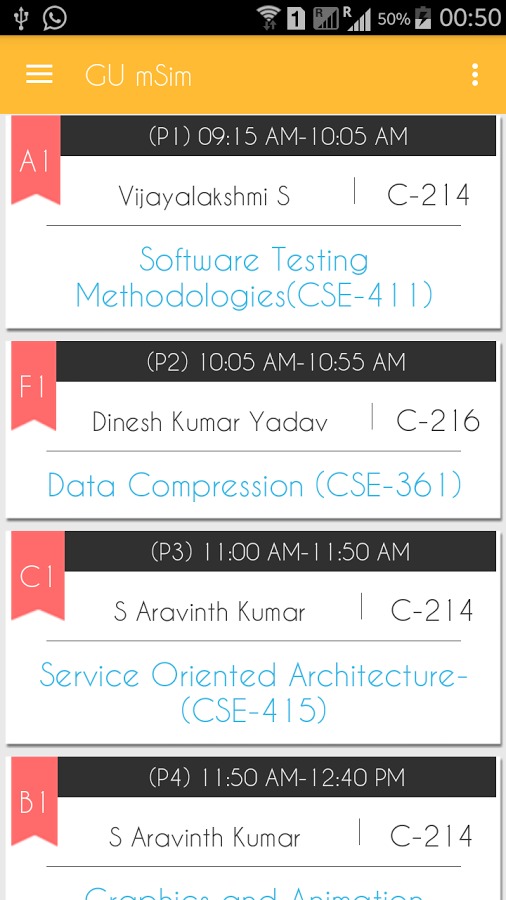 R R 1 50% 00:50
GU mSim
A1
(P1) 09:15 AM-10:05 AM
Vijayalakshmi S | C-214
Software Testing
Methodologies(CSE-411)
F1
(P2) 10:05 AM-10:55 AM
Dinesh Kumar Yadav | C-216
Data Compression (CSE-361)
C1
(P3) 11:00 AM-11:50 AM
S Aravinth Kumar | C-214
Service Oriented Architecture-
(CSE-415)
B1
(P4) 11:50 AM-12:40 PM
S Aravinth Kumar | C-214
Graphics and Animation